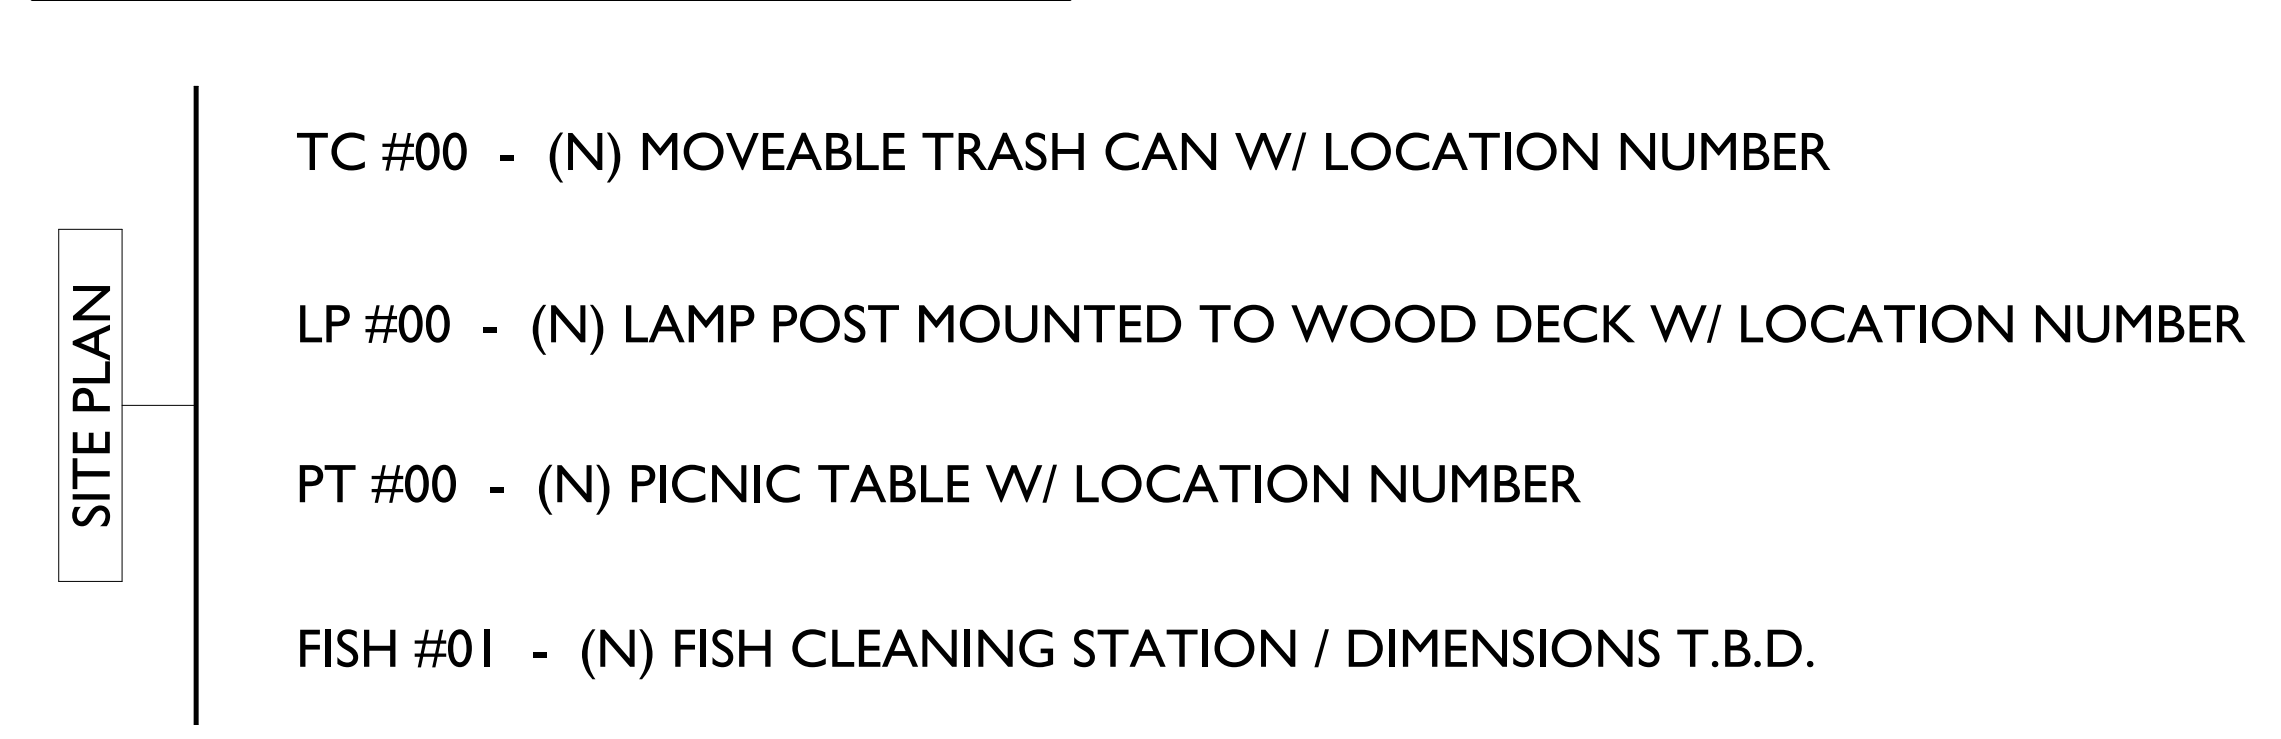 SITE PLAN
TC #00 - (N) MOVEABLE TRASH CAN W/ LOCATION NUMBER
LP #00 - (N) LAMP POST MOUNTED TO WOOD DECK W/ LOCATION NUMBER
PT #00 - (N) PICNIC TABLE W/ LOCATION NUMBER
FISH #01 - (N) FISH CLEANING STATION / DIMENSIONS T.B.D.